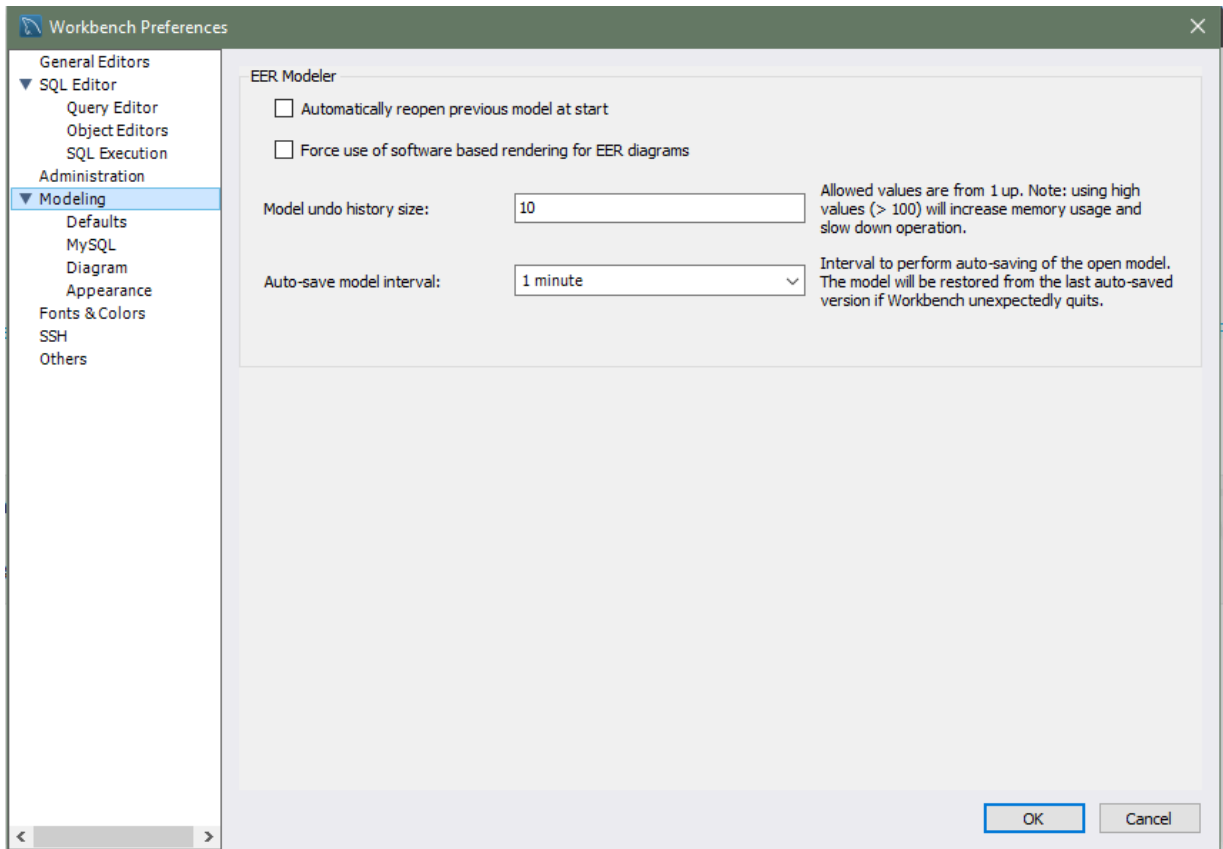 Workbench Preferences
General Editors
SQL Editor
Query Editor
Object Editors
SQL Execution
Administration
Modeling
Defaults
MySQL
Diagram
Appearance
Fonts & Colors
SSH
Others
EER Modeler
Automatically reopen previous model at start
Force use of software based rendering for EER diagrams
Model undo history size:
10
Allowed values are from 1 up. Note: using high
values (> 100) will increase memory usage and
slow down operation.
Auto-save model interval:
1 minute
Interval to perform auto-saving of the open model.
The model will be restored from the last auto-saved
version if Workbench unexpectedly quits.
OK
Cancel